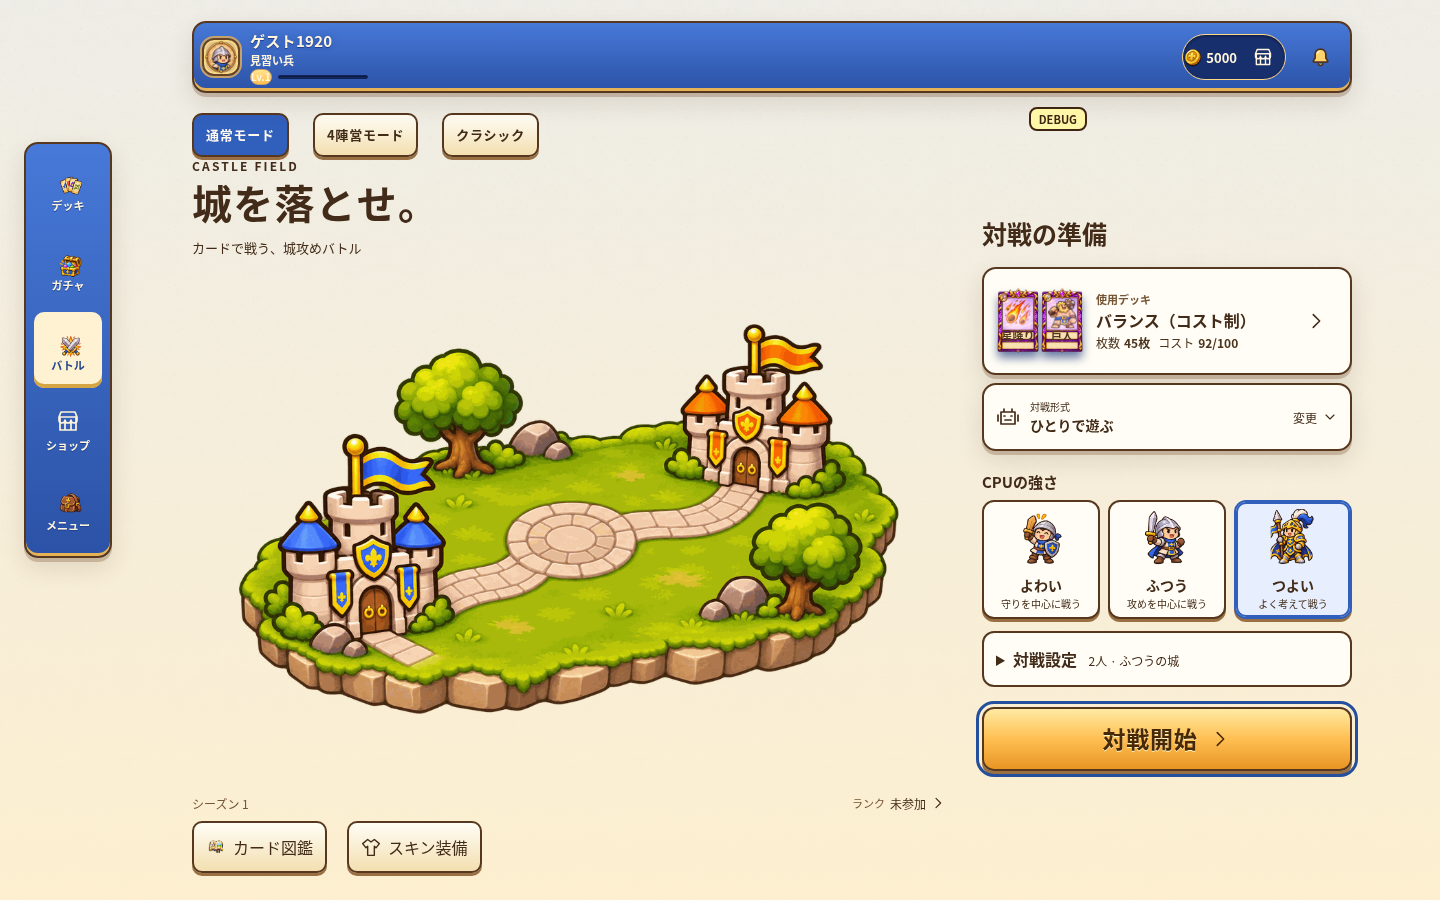 ゲスト1920
見習い兵
Lv.1
5000
通常モード
4陣営モード
クラシック
DEBUG
デッキ
ガチャ
バトル
ショップ
メニュー
CASTLE FIELD
城を落とせ。
カードで戦う、城攻めバトル
対戦の準備
星降り
巨人
使用デッキ
バランス（コスト制）
枚数 45枚 コスト 92/100
対戦形式
ひとりで遊ぶ
変更
CPUの強さ
よわい
守りを中心に戦う
ふつう
攻めを中心に戦う
つよい
よく考えて戦う
対戦設定 2人 · ふつうの城
対戦開始
シーズン 1
ランク 未参加
カード図鑑
スキン装備